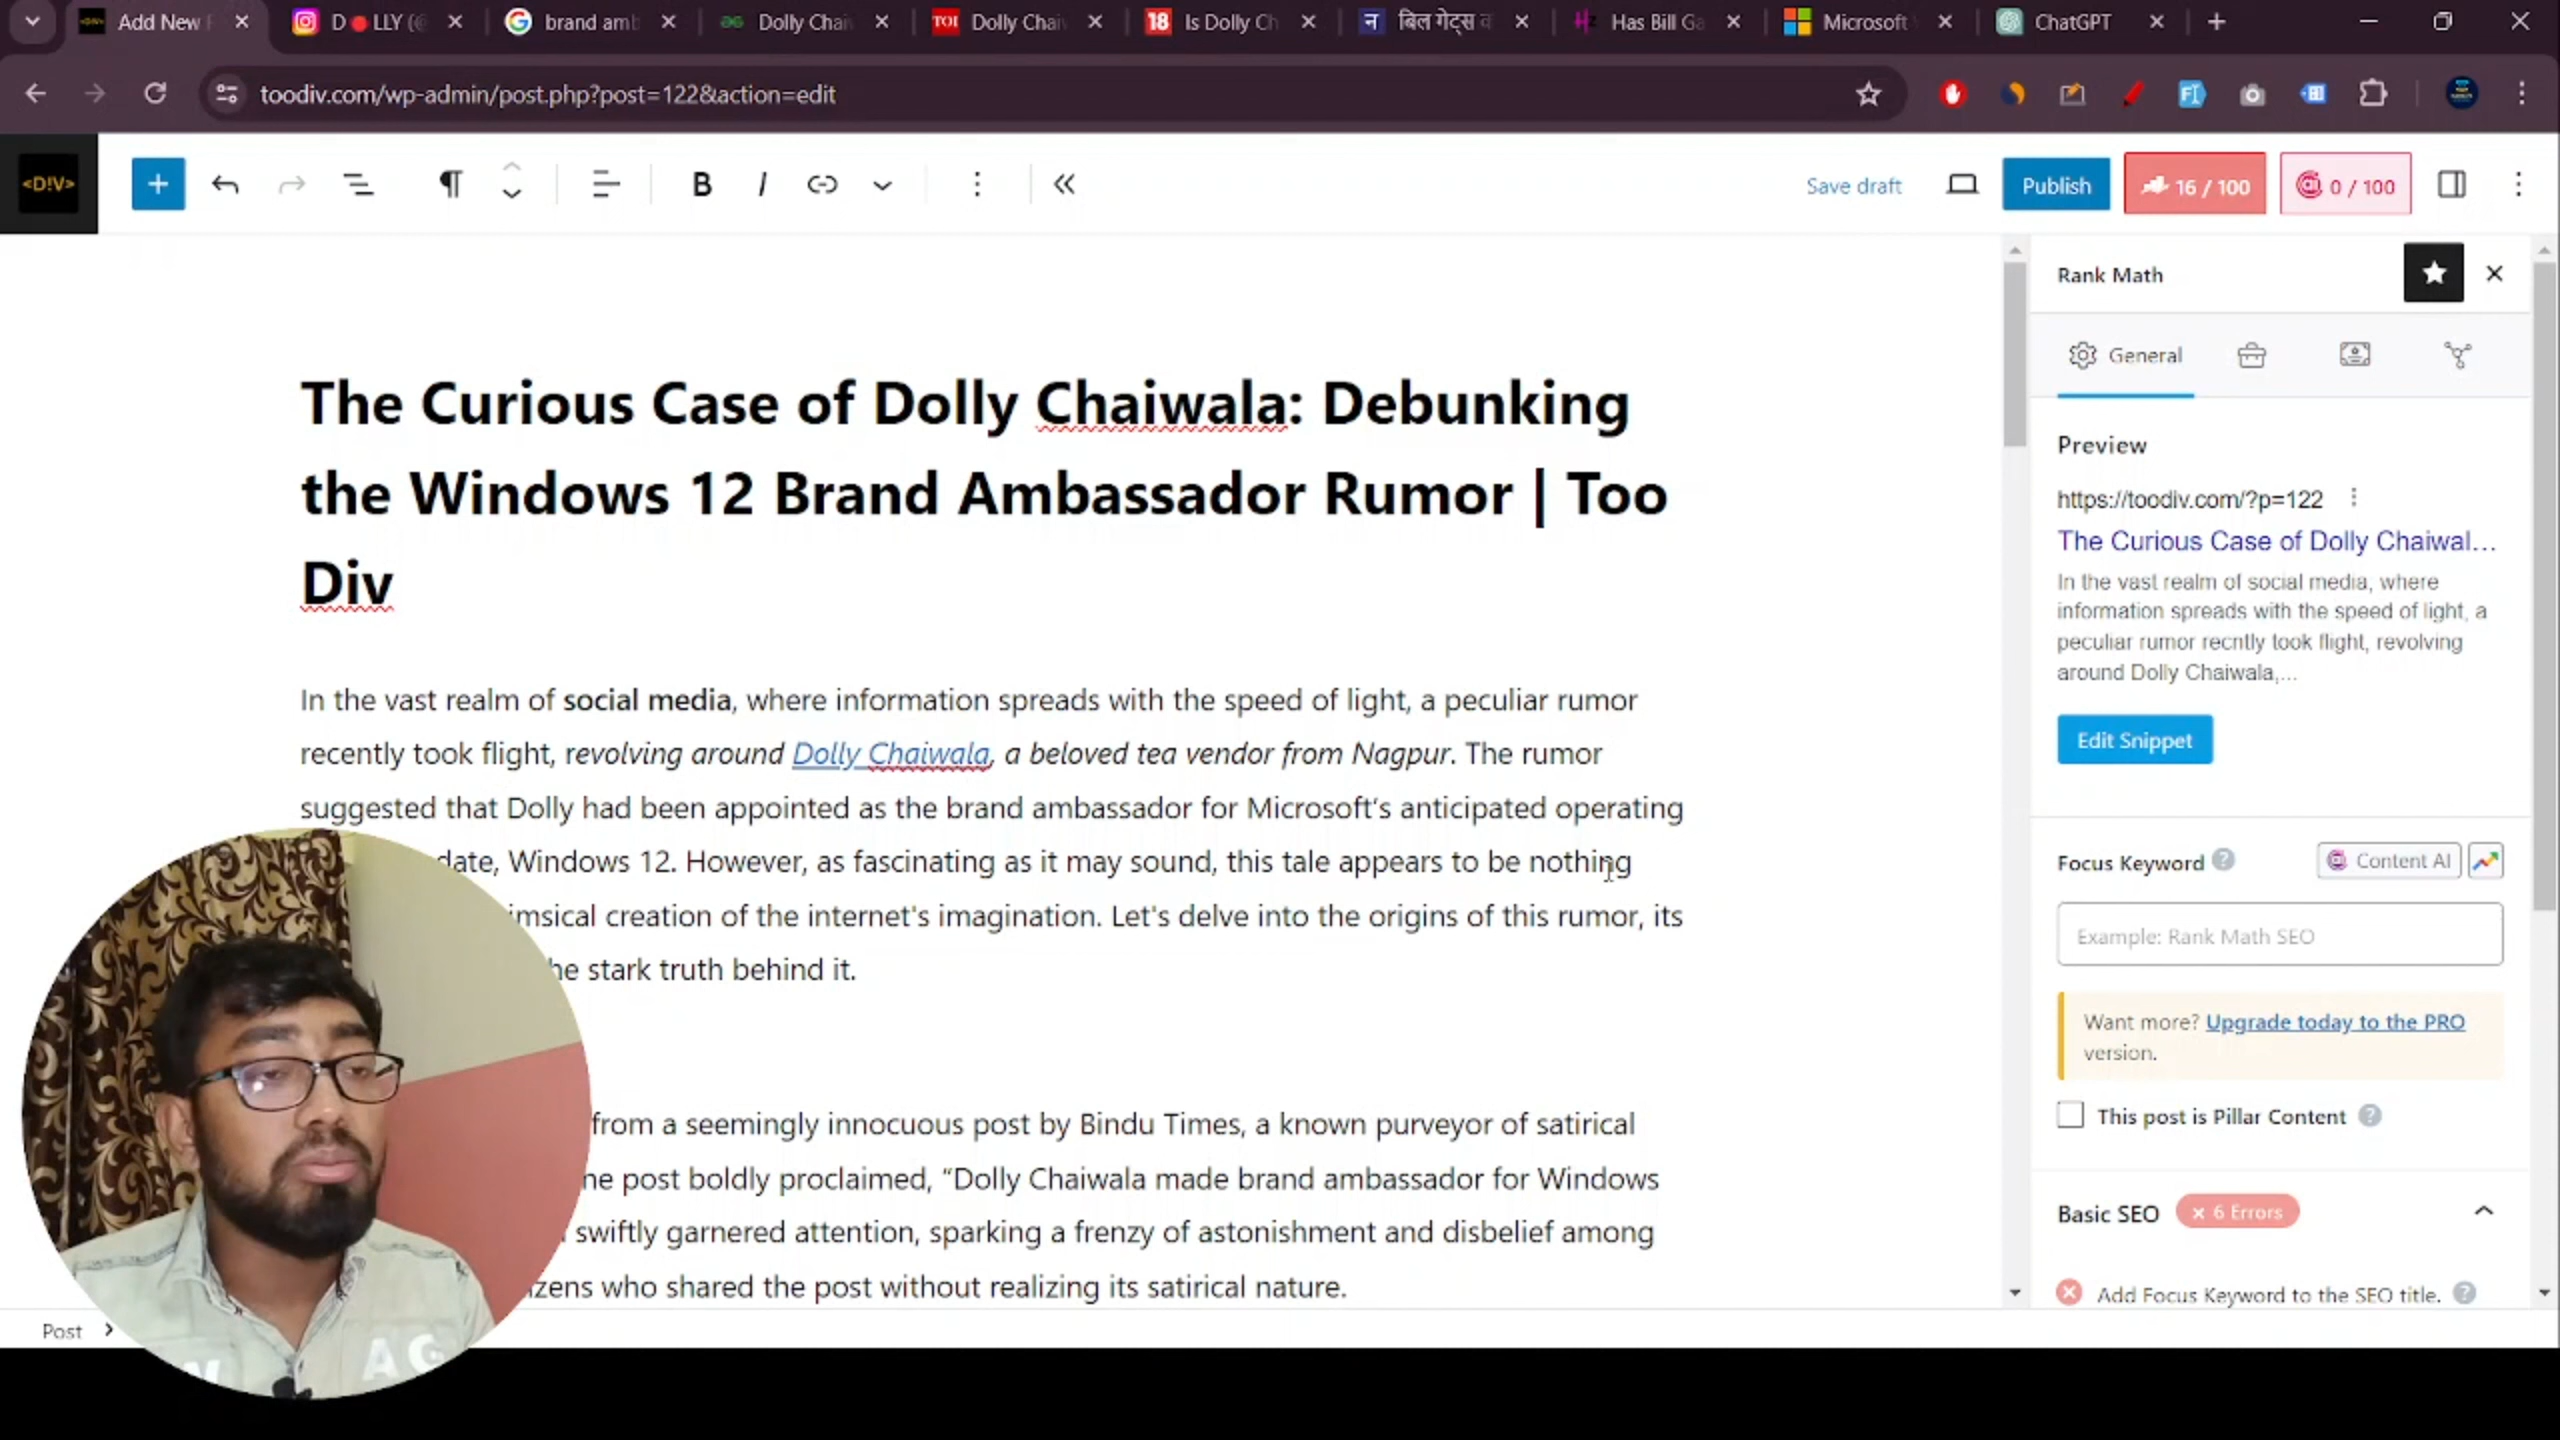 Add New
D LLY (@
brand amb
Dolly Chai
TOI Dolly Chai
18 Is Dolly Ch
न बिल गेट्स व
Has Bill Ga
Microsoft
ChatGPT
toodiv.com/wp-admin/post.php?post=122&action=edit
<D!V>
B I
Save draft
Publish
16 / 100
0 / 100
The Curious Case of Dolly Chaiwala: Debunking
the Windows 12 Brand Ambassador Rumor | Too
Div
In the vast realm of social media, where information spreads with the speed of light, a peculiar rumor
recently took flight, revolving around Dolly Chaiwala, a beloved tea vendor from Nagpur. The rumor
suggested that Dolly had been appointed as the brand ambassador for Microsoft's anticipated operating
date, Windows 12. However, as fascinating as it may sound, this tale appears to be nothing
imsical creation of the internet's imagination. Let's delve into the origins of this rumor, its
he stark truth behind it.
from a seemingly innocuous post by Bindu Times, a known purveyor of satirical
ne post boldly proclaimed, “Dolly Chaiwala made brand ambassador for Windows
swiftly garnered attention, sparking a frenzy of astonishment and disbelief among
izens who shared the post without realizing its satirical nature.
Post
AG
Rank Math
General
Preview
https://toodiv.com/?p=122
The Curious Case of Dolly Chaiwal...
In the vast realm of social media, where
information spreads with the speed of light, a
peculiar rumor recntly took flight, revolving
around Dolly Chaiwala,...
Edit Snippet
Focus Keyword
Content AI
Example: Rank Math SEO
Want more? Upgrade today to the PRO
version.
This post is Pillar Content
Basic SEO
× 6 Errors
Add Focus Keyword to the SEO title.